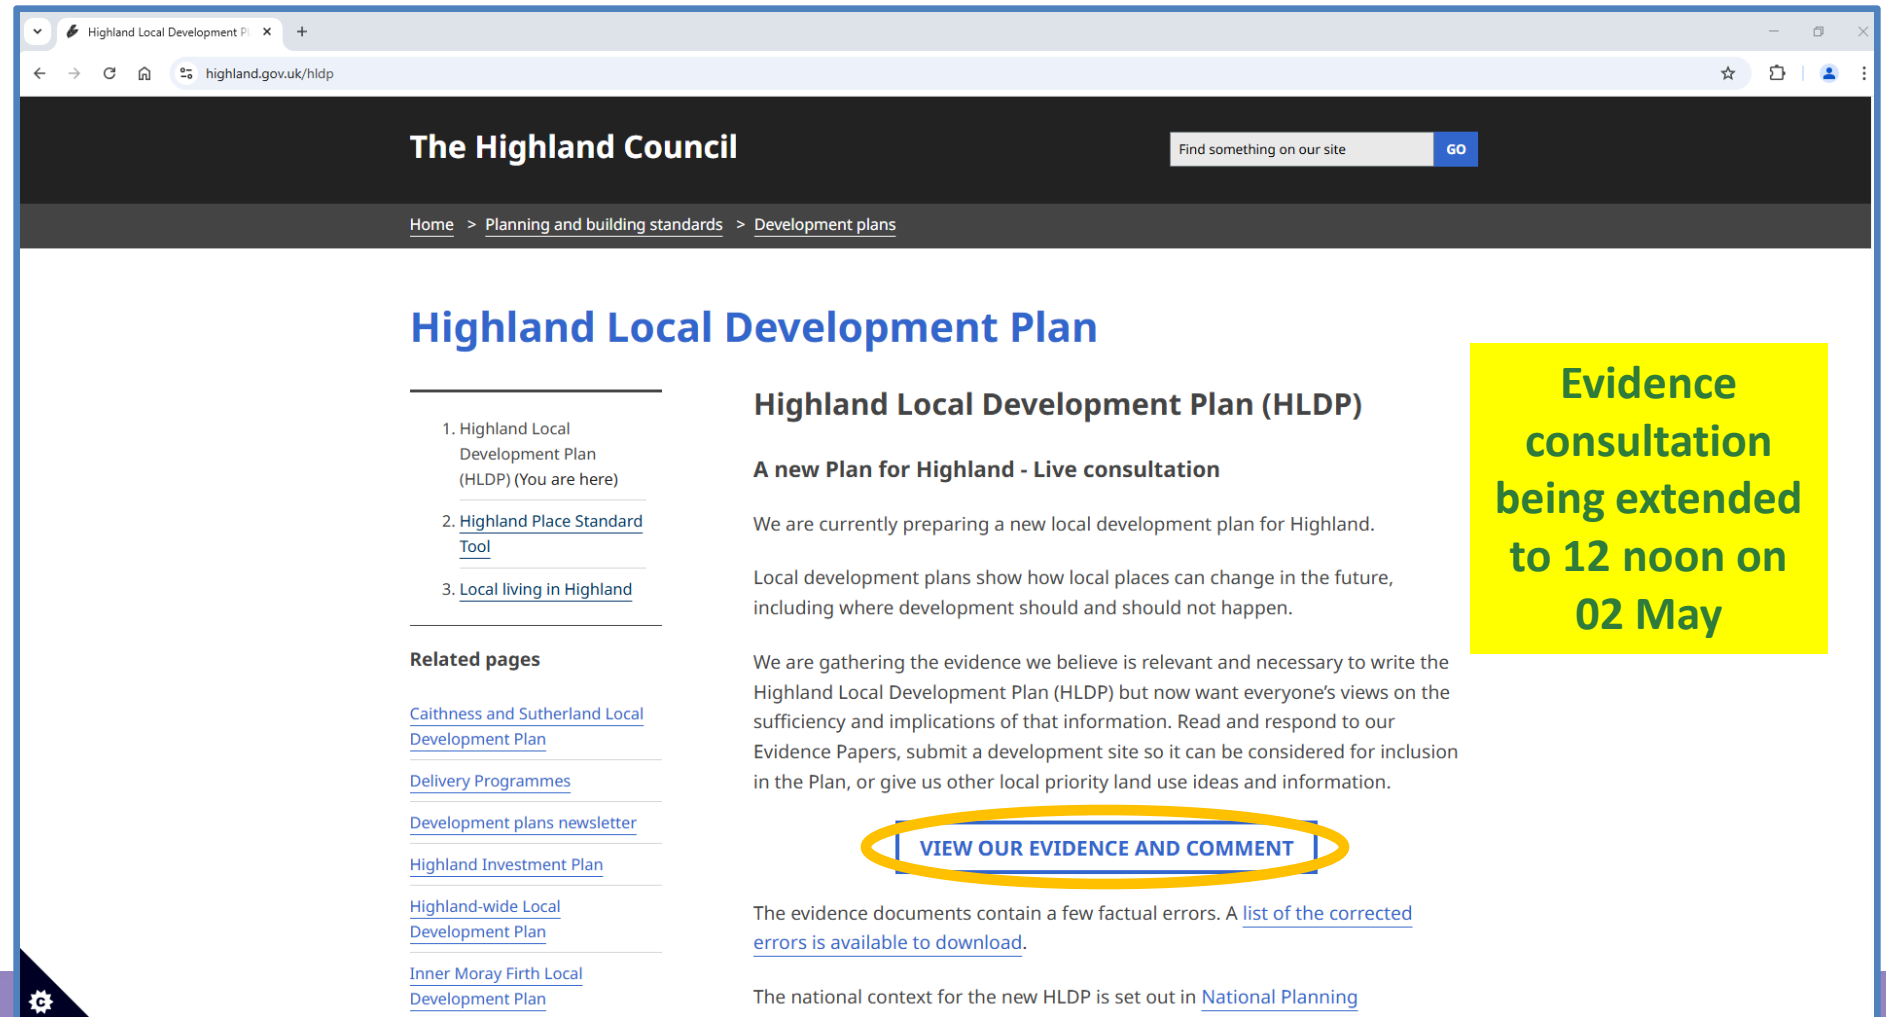 Highland Local Development Pl
highland.gov.uk/hldp
The Highland Council
Find something on our site
GO
Home > Planning and building standards > Development plans
Highland Local Development Plan
1. Highland Local
Development Plan
(HLDP) (You are here)
2. Highland Place Standard
Tool
3. Local living in Highland
Related pages
Caithness and Sutherland Local
Development Plan
Delivery Programmes
Development plans newsletter
Highland Investment Plan
Highland-wide Local
Development Plan
Inner Moray Firth Local
Development Plan
Highland Local Development Plan (HLDP)
A new Plan for Highland - Live consultation
We are currently preparing a new local development plan for Highland.
Local development plans show how local places can change in the future,
including where development should and should not happen.
We are gathering the evidence we believe is relevant and necessary to write the
Highland Local Development Plan (HLDP) but now want everyone’s views on the
sufficiency and implications of that information. Read and respond to our
Evidence Papers, submit a development site so it can be considered for inclusion
in the Plan, or give us other local priority land use ideas and information.
VIEW OUR EVIDENCE AND COMMENT
The evidence documents contain a few factual errors. A list of the corrected
errors is available to download.
The national context for the new HLDP is set out in National Planning
Evidence
consultation
being extended
to 12 noon on
02 May